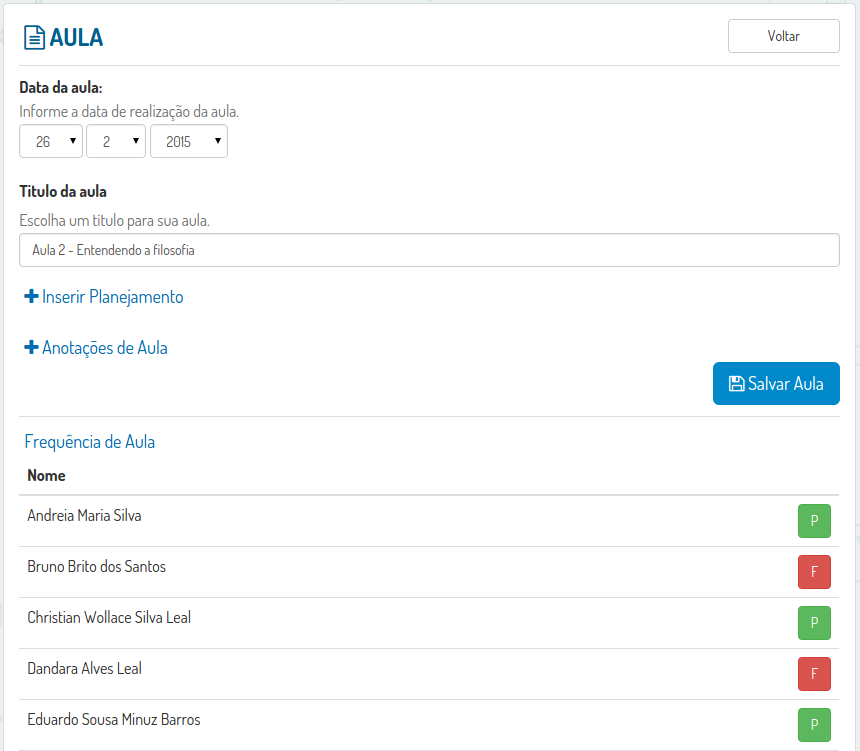 AULA
Voltar
Data da aula:
Informe a data de realização da aula.
26 2 2015
Titulo da aula
Escolha um titulo para sua aula.
Aula 2 - Entendendo a filosofia
Inserir Planejamento
Anotações de Aula
Salvar Aula
Frequência de Aula
Nome
Andreia Maria Silva P
Bruno Brito dos Santos F
Christian Wollace Silva Leal P
Dandara Alves Leal F
Eduardo Sousa Minuz Barros P